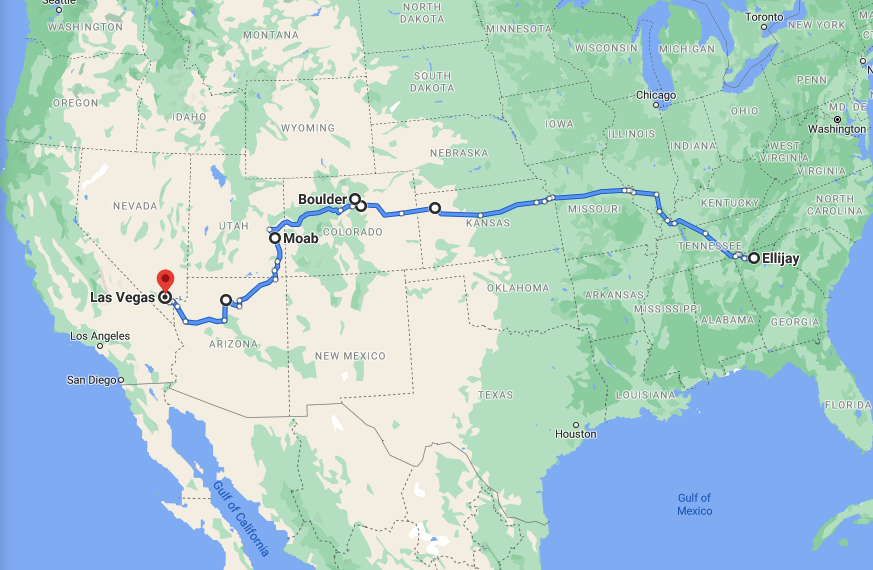 Seattle
WASHINGTON
NORTH
DAKOTA
MONTANA
MINNESOTA
Toronto
WISCONSIN
MICHIGAN
NEW YORK
SOUTH
DAKOTA
OREGON
IDAHO
Chicago
PENN
MD
DE
WYOMING
IOWA
ILLINOIS
INDIANA
OHIO
Washington
NEBRASKA
WEST
VIRGINIA
VIRGINIA
Boulder
NEVADA
UTAH
COLORADO
KANSAS
MISSOURI
KENTUCKY
NORTH
CAROLINA
Moab
TENNESSEE
Ellijay
Las Vegas
OKLAHOMA
ARKANSAS
MISSISSIPPI
ALABAMA
GEORGIA
Los Angeles
ARIZONA
NEW MEXICO
San Diego
TEXAS
LOUISIANA
FLORIDA
Houston
Gulf of California
Gulf of
Mexico